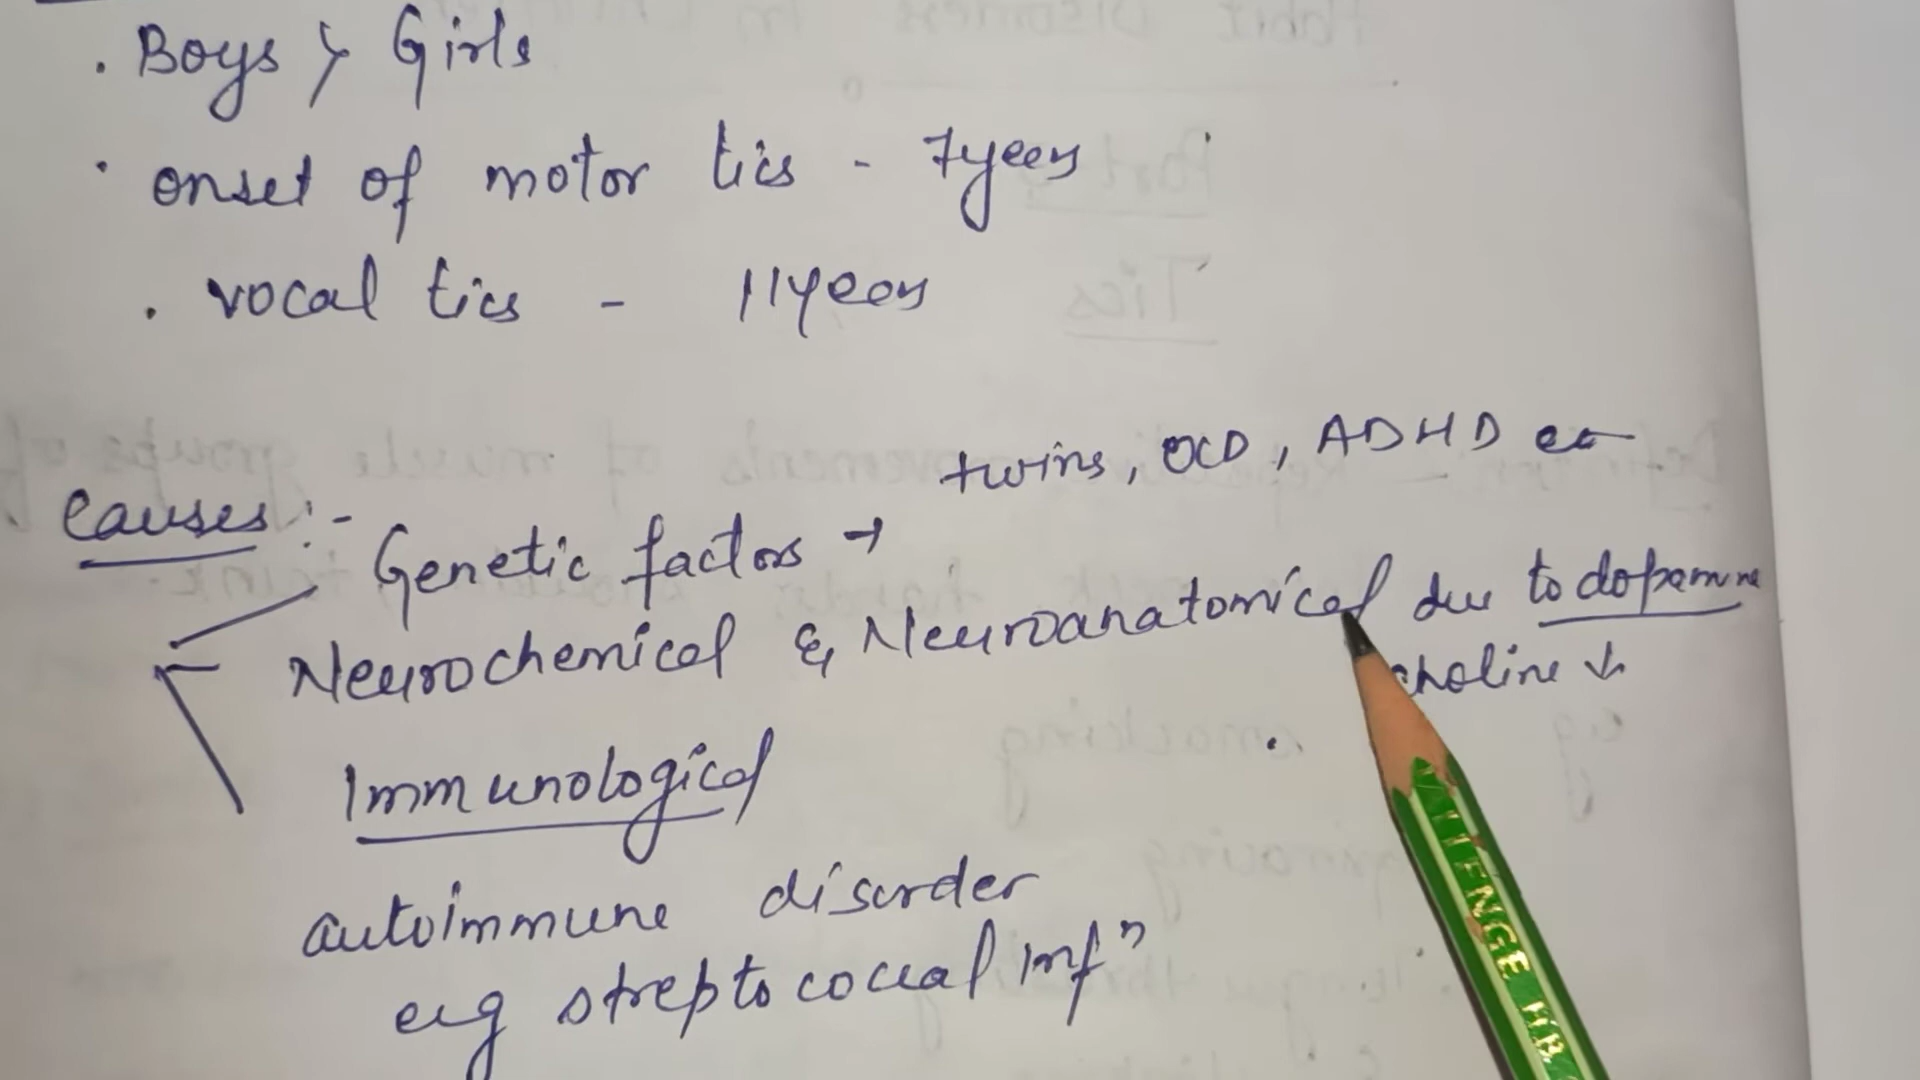 . Boys > Girls
. onset of motor tics - 7years
. vocal tics - 11years
twins, OCD, ADHD etc
Causes :-
Genetic factors →
Neurochemical & Neuroanatomical due to dopamine
choline ↓
Immunological
autoimmune disorder
eg streptococcal infⁿ